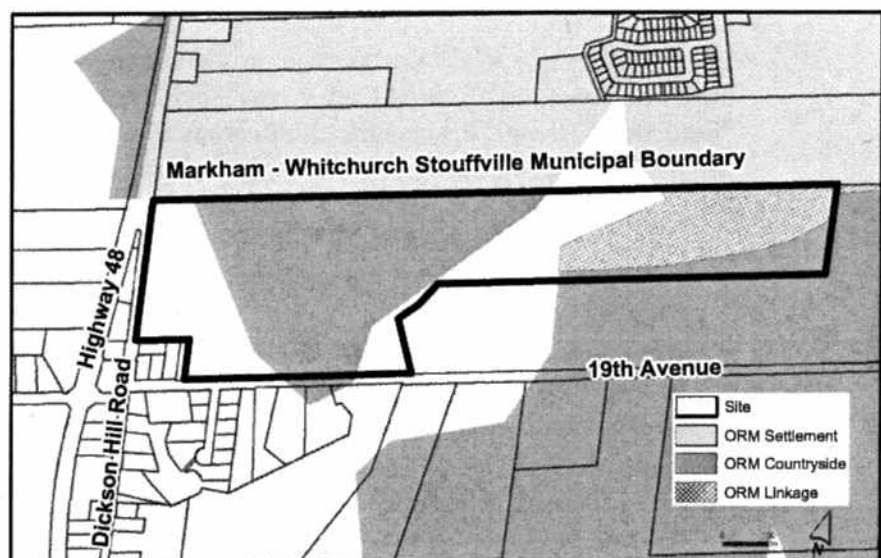 Markham - Whitchurch Stouffville Municipal Boundary
Highway 48
Dickson Hill Road
19th Avenue
Site
ORM Settlement
ORM Countryside
ORM Linkage
N